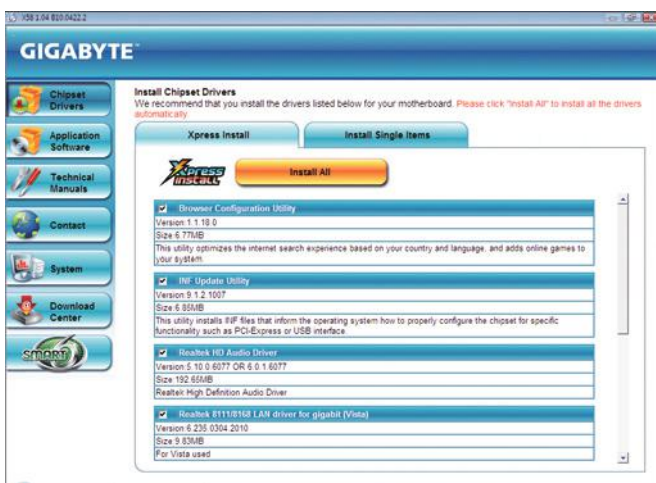 X58 1.04 B10.0422.2
GIGABYTE
Chipset
Drivers
Application
Software
Technical
Manuals
Contact
System
Download
Center
SMART 6
Install Chipset Drivers
We recommend that you install the drivers listed below for your motherboard. Please click "Install All" to install all the drivers
automatically.
Xpress Install
Install Single Items
Xpress
INSTALL
Install All
Browser Configuration Utility
Version:1.1.18.0
Size:6.77MB
This utility optimizes the internet search experience based on your country and language, and adds online games to
your system.
INF Update Utility
Version:9.1.2.1007
Size:6.85MB
This utility installs INF files that inform the operating system how to properly configure the chipset for specific
functionality such as PCI-Express or USB interface.
Realtek HD Audio Driver
Version:5.10.0.6077 OR 6.0.1.6077
Size:192.65MB
Realtek High Definition Audio Driver
Realtek 8111/8168 LAN driver for gigabit (Vista)
Version:6.235.0304.2010
Size:9.83MB
For Vista used